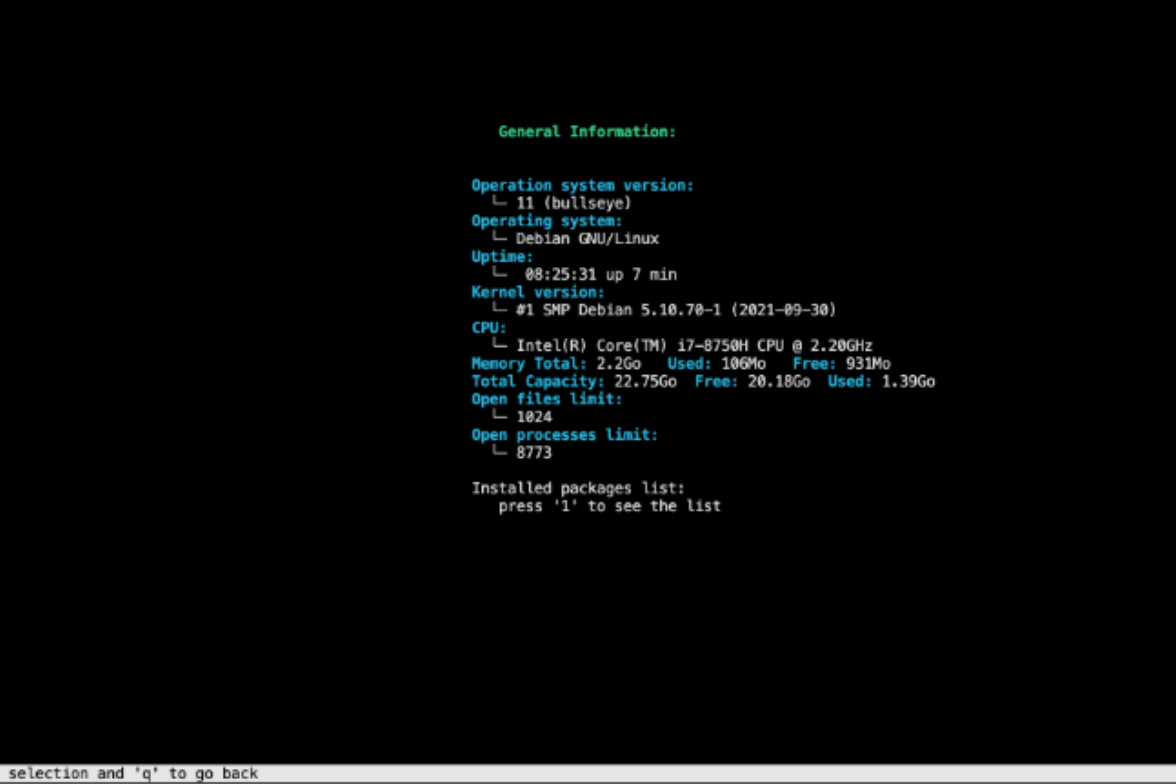 General Information:
Operation system version:
└─ 11 (bullseye)
Operating system:
└─ Debian GNU/Linux
Uptime:
└─ 08:25:31 up 7 min
Kernel version:
└─ #1 SMP Debian 5.10.70-1 (2021-09-30)
CPU:
└─ Intel(R) Core(TM) i7-8750H CPU @ 2.20GHz
Memory Total: 2.2Go Used: 106Mo Free: 931Mo
Total Capacity: 22.75Go Free: 20.18Go Used: 1.39Go
Open files limit:
└─ 1024
Open processes limit:
└─ 8773
Installed packages list:
press '1' to see the list
selection and 'q' to go back